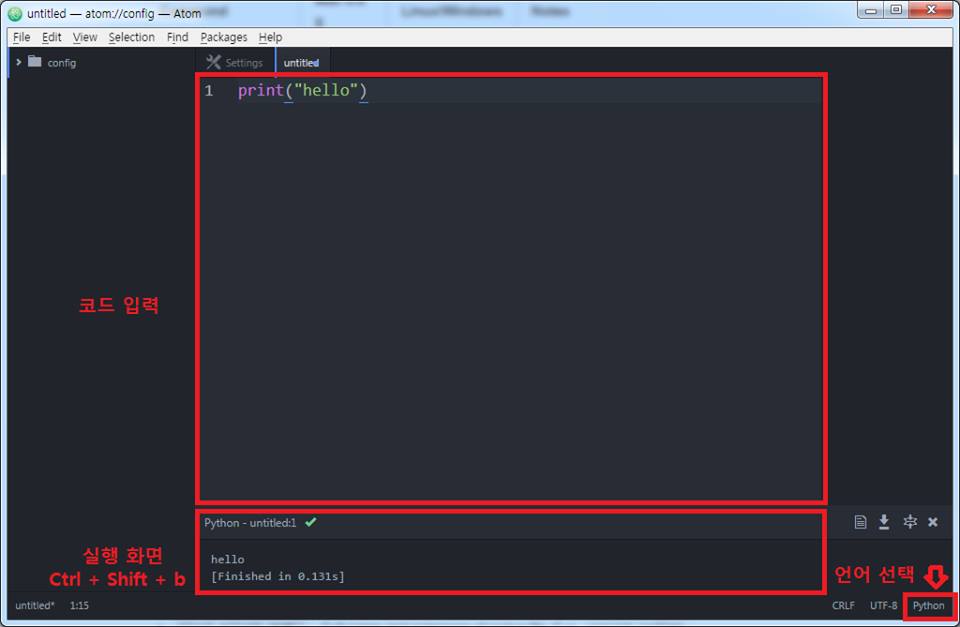 untitled — atom://config — Atom
File Edit View Selection Find Packages Help
config
Settings
untitled
1 print("hello")
코드 입력
Python - untitled:1
hello
[Finished in 0.131s]
실행 화면
Ctrl + Shift + b
언어 선택
untitled* 1:15
CRLF UTF-8 Python